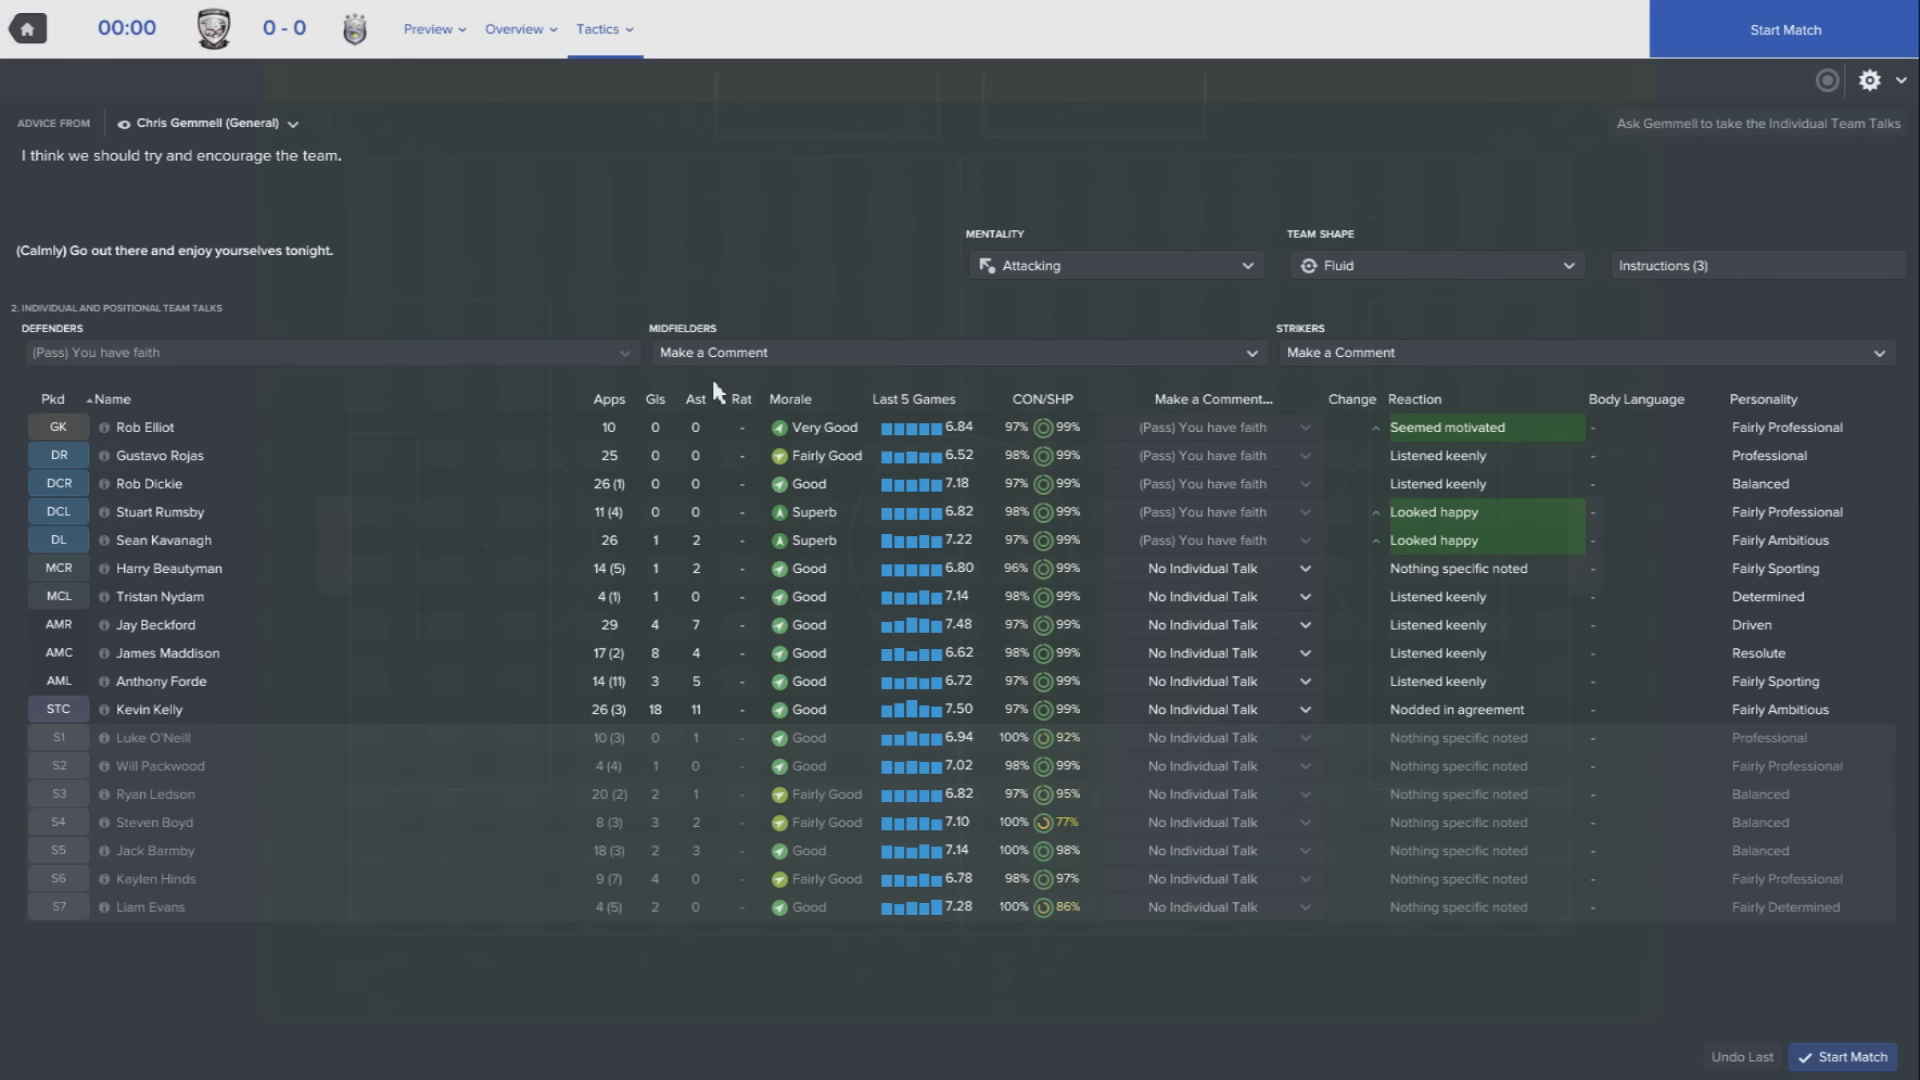 00:00 0 - 0 Preview Overview Tactics Start Match
ADVICE FROM Chris Gemmell (General) Ask Gemmell to take the Individual Team Talks
I think we should try and encourage the team.
MENTALITY TEAM SHAPE
(Calmly) Go out there and enjoy yourselves tonight.
Attacking Fluid Instructions (3)
2. INDIVIDUAL AND POSITIONAL TEAM TALKS
DEFENDERS MIDFIELDERS STRIKERS
(Pass) You have faith Make a Comment Make a Comment
Pkd Name Apps Gls Ast Rat Morale Last 5 Games CON/SHP Make a Comment... Change Reaction Body Language Personality
GK Rob Elliot 10 0 0 - Very Good 6.84 97% 99% (Pass) You have faith Seemed motivated - Fairly Professional
DR Gustavo Rojas 25 0 0 - Fairly Good 6.52 98% 99% (Pass) You have faith Listened keenly - Professional
DCR Rob Dickie 26 (1) 0 0 - Good 7.18 97% 99% (Pass) You have faith Listened keenly - Balanced
DCL Stuart Rumsby 11 (4) 0 0 - Superb 6.82 98% 99% (Pass) You have faith Looked happy - Fairly Professional
DL Sean Kavanagh 26 1 2 - Superb 7.22 97% 99% (Pass) You have faith Looked happy - Fairly Ambitious
MCR Harry Beautyman 14 (5) 1 2 - Good 6.80 96% 99% No Individual Talk Nothing specific noted - Fairly Sporting
MCL Tristan Nydam 4 (1) 1 0 - Good 7.14 98% 99% No Individual Talk Listened keenly - Determined
AMR Jay Beckford 29 4 7 - Good 7.48 97% 99% No Individual Talk Listened keenly - Driven
AMC James Maddison 17 (2) 8 4 - Good 6.62 98% 99% No Individual Talk Listened keenly - Resolute
AML Anthony Forde 14 (11) 3 5 - Good 6.72 97% 99% No Individual Talk Listened keenly - Fairly Sporting
STC Kevin Kelly 26 (3) 18 11 - Good 7.50 97% 99% No Individual Talk Nodded in agreement - Fairly Ambitious
S1 Luke O'Neill 10 (3) 0 1 - Good 6.94 100% 92% No Individual Talk Nothing specific noted - Professional
S2 Will Packwood 4 (4) 1 0 - Good 7.02 98% 99% No Individual Talk Nothing specific noted - Fairly Professional
S3 Ryan Ledson 20 (2) 2 1 - Fairly Good 6.82 97% 95% No Individual Talk Nothing specific noted - Balanced
S4 Steven Boyd 8 (3) 3 2 - Fairly Good 7.10 100% 77% No Individual Talk Nothing specific noted - Balanced
S5 Jack Barmby 18 (3) 2 3 - Good 7.14 100% 98% No Individual Talk Nothing specific noted - Balanced
S6 Kaylen Hinds 9 (7) 4 0 - Fairly Good 6.78 98% 97% No Individual Talk Nothing specific noted - Fairly Professional
S7 Liam Evans 4 (5) 2 0 - Good 7.28 100% 86% No Individual Talk Nothing specific noted - Fairly Determined
Undo Last Start Match